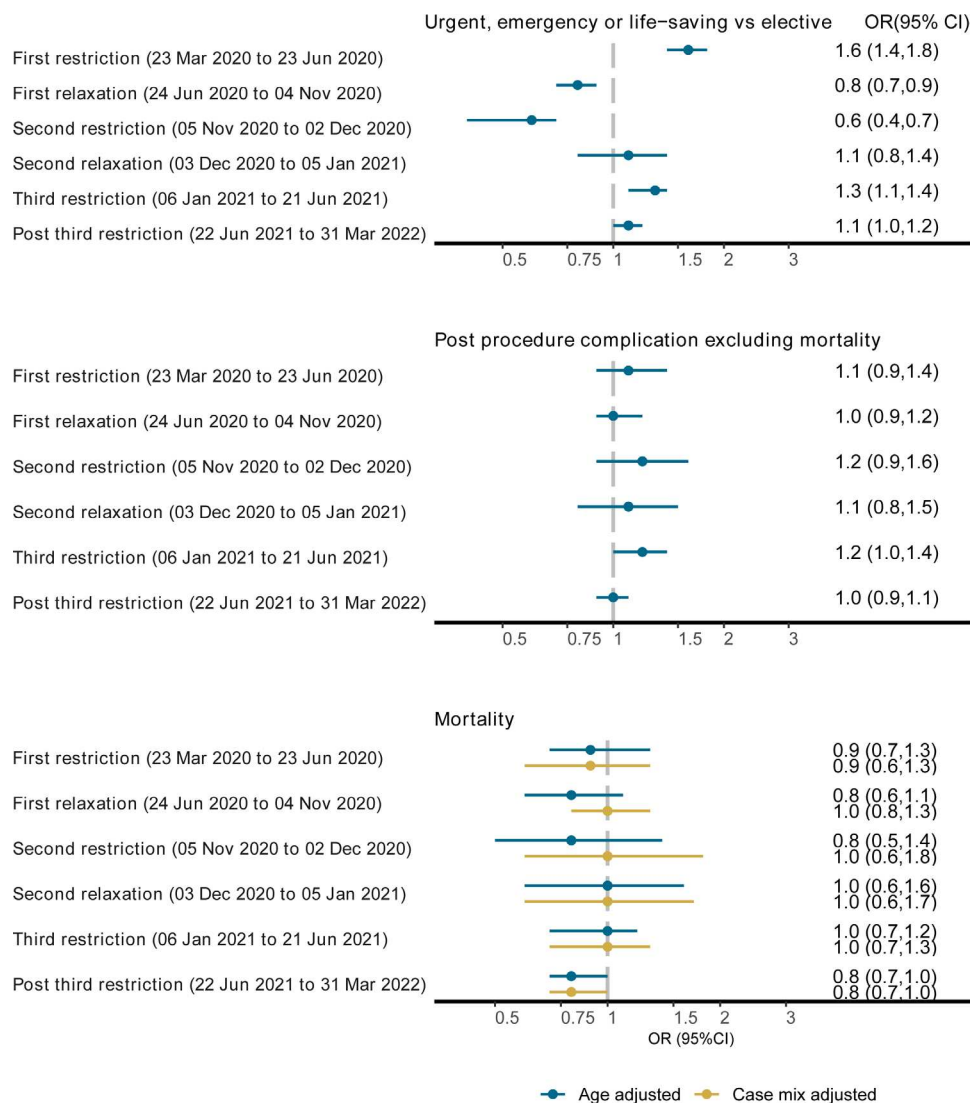 Urgent, emergency or life−saving vs elective OR(95% CI)
First restriction (23 Mar 2020 to 23 Jun 2020) 1.6 (1.4,1.8)
First relaxation (24 Jun 2020 to 04 Nov 2020) 0.8 (0.7,0.9)
Second restriction (05 Nov 2020 to 02 Dec 2020) 0.6 (0.4,0.7)
Second relaxation (03 Dec 2020 to 05 Jan 2021) 1.1 (0.8,1.4)
Third restriction (06 Jan 2021 to 21 Jun 2021) 1.3 (1.1,1.4)
Post third restriction (22 Jun 2021 to 31 Mar 2022) 1.1 (1.0,1.2)
0.5 0.75 1 1.5 2 3
Post procedure complication excluding mortality
First restriction (23 Mar 2020 to 23 Jun 2020) 1.1 (0.9,1.4)
First relaxation (24 Jun 2020 to 04 Nov 2020) 1.0 (0.9,1.2)
Second restriction (05 Nov 2020 to 02 Dec 2020) 1.2 (0.9,1.6)
Second relaxation (03 Dec 2020 to 05 Jan 2021) 1.1 (0.8,1.5)
Third restriction (06 Jan 2021 to 21 Jun 2021) 1.2 (1.0,1.4)
Post third restriction (22 Jun 2021 to 31 Mar 2022) 1.0 (0.9,1.1)
0.5 0.75 1 1.5 2 3
Mortality
First restriction (23 Mar 2020 to 23 Jun 2020) 0.9 (0.7,1.3)
0.9 (0.6,1.3)
First relaxation (24 Jun 2020 to 04 Nov 2020) 0.8 (0.6,1.1)
1.0 (0.8,1.3)
Second restriction (05 Nov 2020 to 02 Dec 2020) 0.8 (0.5,1.4)
1.0 (0.6,1.8)
Second relaxation (03 Dec 2020 to 05 Jan 2021) 1.0 (0.6,1.6)
1.0 (0.6,1.7)
Third restriction (06 Jan 2021 to 21 Jun 2021) 1.0 (0.7,1.2)
1.0 (0.7,1.3)
Post third restriction (22 Jun 2021 to 31 Mar 2022) 0.8 (0.7,1.0)
0.8 (0.7,1.0)
0.5 0.75 1 1.5 2 3
OR (95%CI)
Age adjusted Case mix adjusted